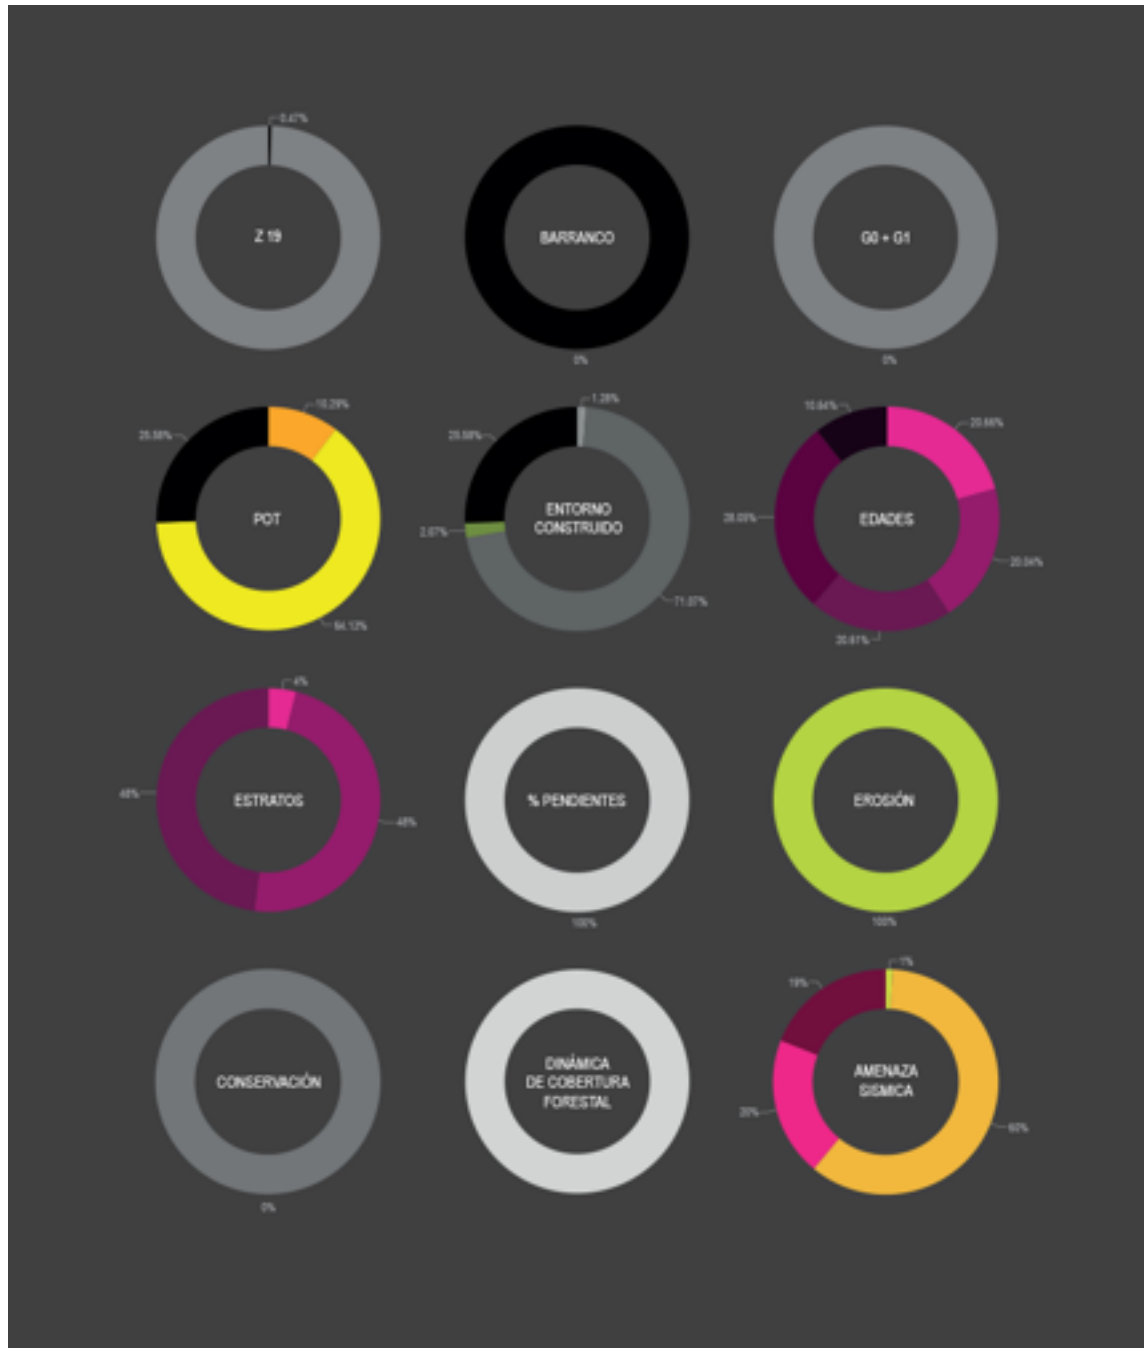 0.47%
Z 19
BARRANCO
G0 + G1
0%
0%
10.29%
25.58%
POT
64.13%
1.28%
25.58%
ENTORNO
CONSTRUIDO
2.07%
71.07%
10.64%
20.66%
EDADES
20.04%
20.61%
4%
48%
ESTRATOS
48%
% PENDIENTES
100%
EROSIÓN
100%
CONSERVACIÓN
0%
DINÁMICA
DE COBERTURA
FORESTAL
1%
19%
AMENAZA
SISMICA
20%
60%